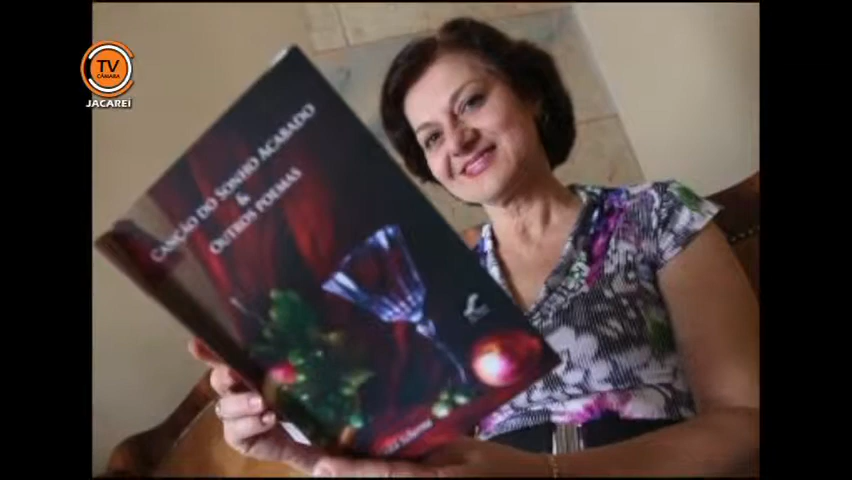 TV
CÂMARA
JACAREÍ
CANÇÃO DO SONHO ACABADO
&
OUTROS POEMAS